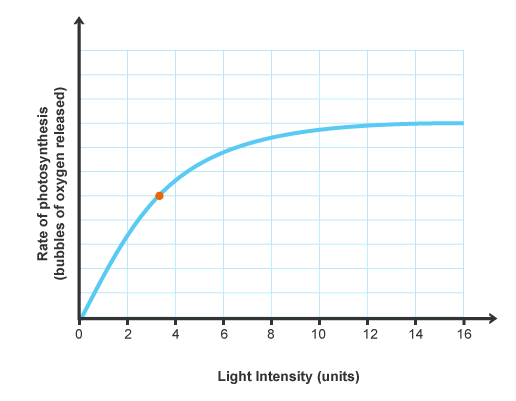 Rate of photosynthesis
(bubbles of oxygen released)
0 2 4 6 8 10 12 14 16
Light Intensity (units)